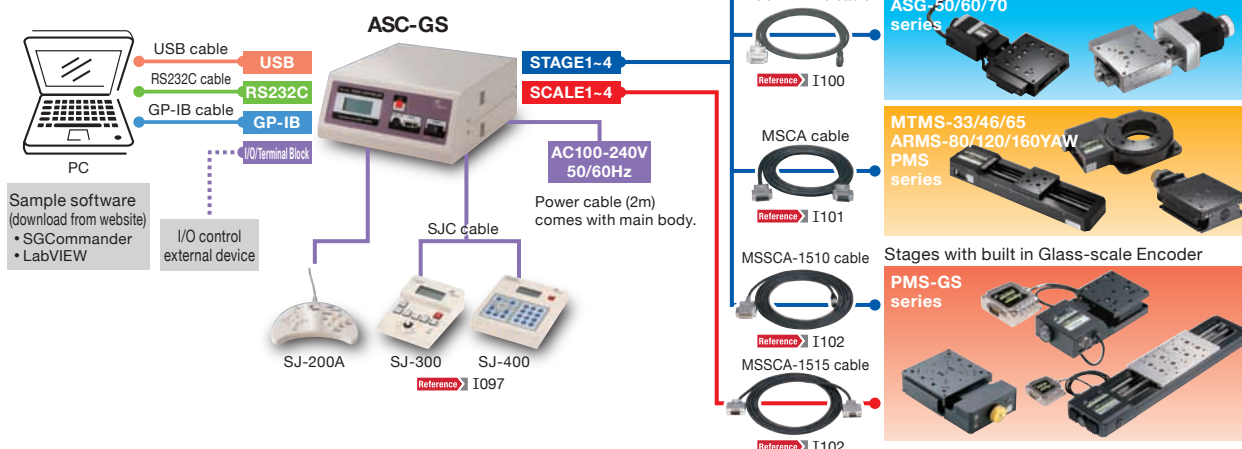 ASC-GS
USB cable
USB
RS232C cable
RS232C
GP-IB cable
GP-IB
I/O/Terminal Block
PC
Sample software
(download from website)
• SGCommander
• LabVIEW
I/O control
external device
STAGE1~4
SCALE1~4
AC100-240V
50/60Hz
Power cable (2m)
comes with main body.
SJC cable
SJ-200A
SJ-300
SJ-400
Reference I097
Reference I100
MSCA cable
Reference I101
MSSCA-1510 cable
Reference I102
MSSCA-1515 cable
Reference I102
ASG-50/60/70
series
MTMS-33/46/65
ARMS-80/120/160YAW
PMS
series
Stages with built in Glass-scale Encoder
PMS-GS
series